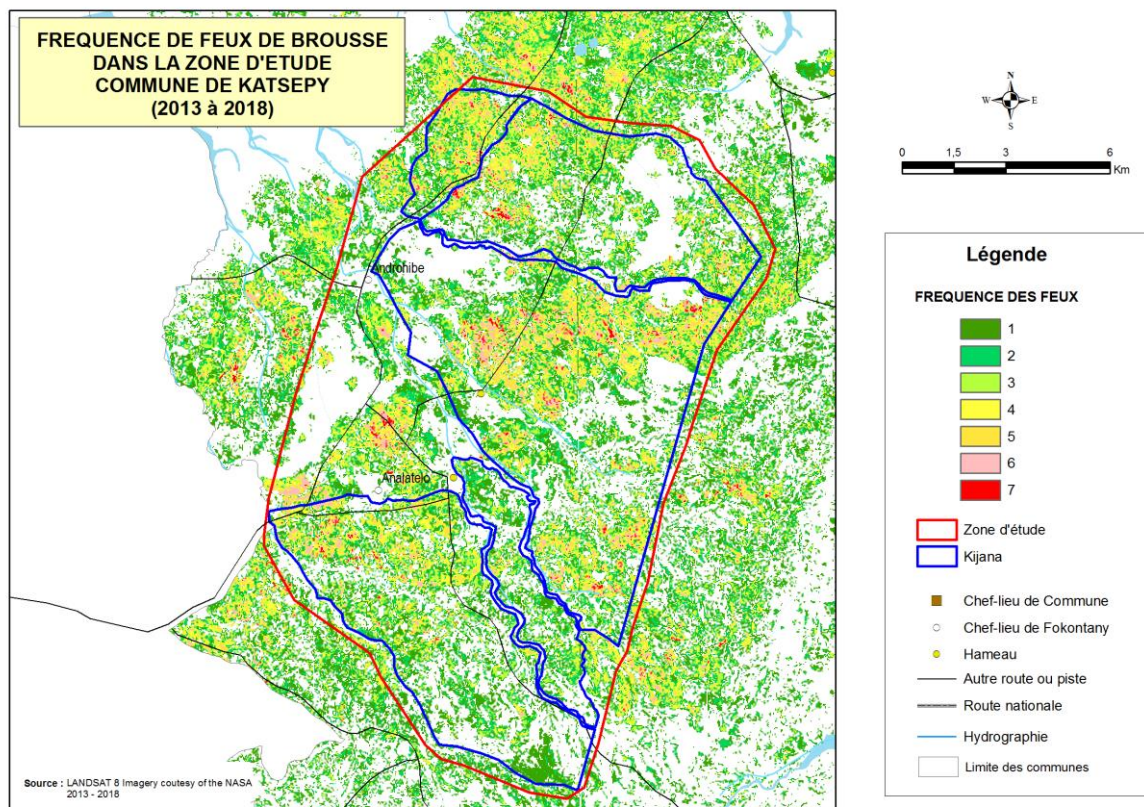 FREQUENCE DE FEUX DE BROUSSE
DANS LA ZONE D'ETUDE
COMMUNE DE KATSEPY
(2013 à 2018)
Androhibe
Analatelo
Source : LANDSAT 8 Imagery coutesy of the NASA
2013 - 2018
N
W E
S
0 1,5 3 6
Km
Légende
FREQUENCE DES FEUX
1
2
3
4
5
6
7
Zone d'étude
Kijana
Chef-lieu de Commune
Chef-lieu de Fokontany
Hameau
Autre route ou piste
Route nationale
Hydrographie
Limite des communes